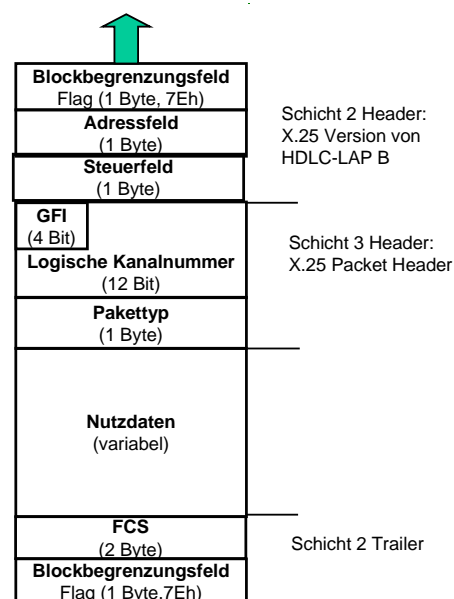 Blockbegrenzungsfeld
Flag (1 Byte, 7Eh)
Adressfeld
(1 Byte)
Steuerfeld
(1 Byte)
Schicht 2 Header:
X.25 Version von
HDLC-LAP B
GFI
(4 Bit)
Logische Kanalnummer
(12 Bit)
Pakettyp
(1 Byte)
Schicht 3 Header:
X.25 Packet Header
Nutzdaten
(variabel)
FCS
(2 Byte)
Schicht 2 Trailer
Blockbegrenzungsfeld
Flag (1 Byte,7Eh)